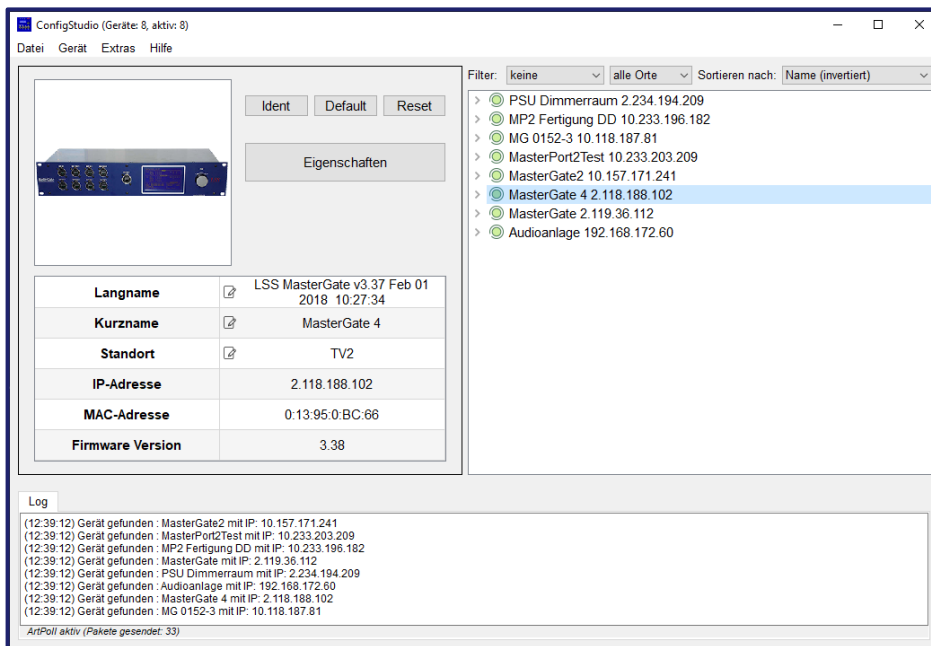 ConfigStudio (Geräte: 8, aktiv: 8)
Datei Gerät Extras Hilfe
Filter: keine alle Orte Sortieren nach: Name (invertiert)
Ident Default Reset
Eigenschaften
Langname LSS MasterGate v3.37 Feb 01
2018 10:27:34
Kurzname MasterGate 4
Standort TV2
IP-Adresse 2.118.188.102
MAC-Adresse 0:13:95:0:BC:66
Firmware Version 3.38
PSU Dimmerraum 2.234.194.209
MP2 Fertigung DD 10.233.196.182
MG 0152-3 10.118.187.81
MasterPort2Test 10.233.203.209
MasterGate2 10.157.171.241
MasterGate 4 2.118.188.102
MasterGate 2.119.36.112
Audioanlage 192.168.172.60
Log
(12:39:12) Gerät gefunden : MasterGate2 mit IP: 10.157.171.241
(12:39:12) Gerät gefunden : MasterPort2Test mit IP: 10.233.203.209
(12:39:12) Gerät gefunden : MP2 Fertigung DD mit IP: 10.233.196.182
(12:39:12) Gerät gefunden : MasterGate mit IP: 2.119.36.112
(12:39:12) Gerät gefunden : PSU Dimmerraum mit IP: 2.234.194.209
(12:39:12) Gerät gefunden : Audioanlage mit IP: 192.168.172.60
(12:39:12) Gerät gefunden : MasterGate 4 mit IP: 2.118.188.102
(12:39:12) Gerät gefunden : MG 0152-3 mit IP: 10.118.187.81
ArtPoll aktiv (Pakete gesendet: 33)